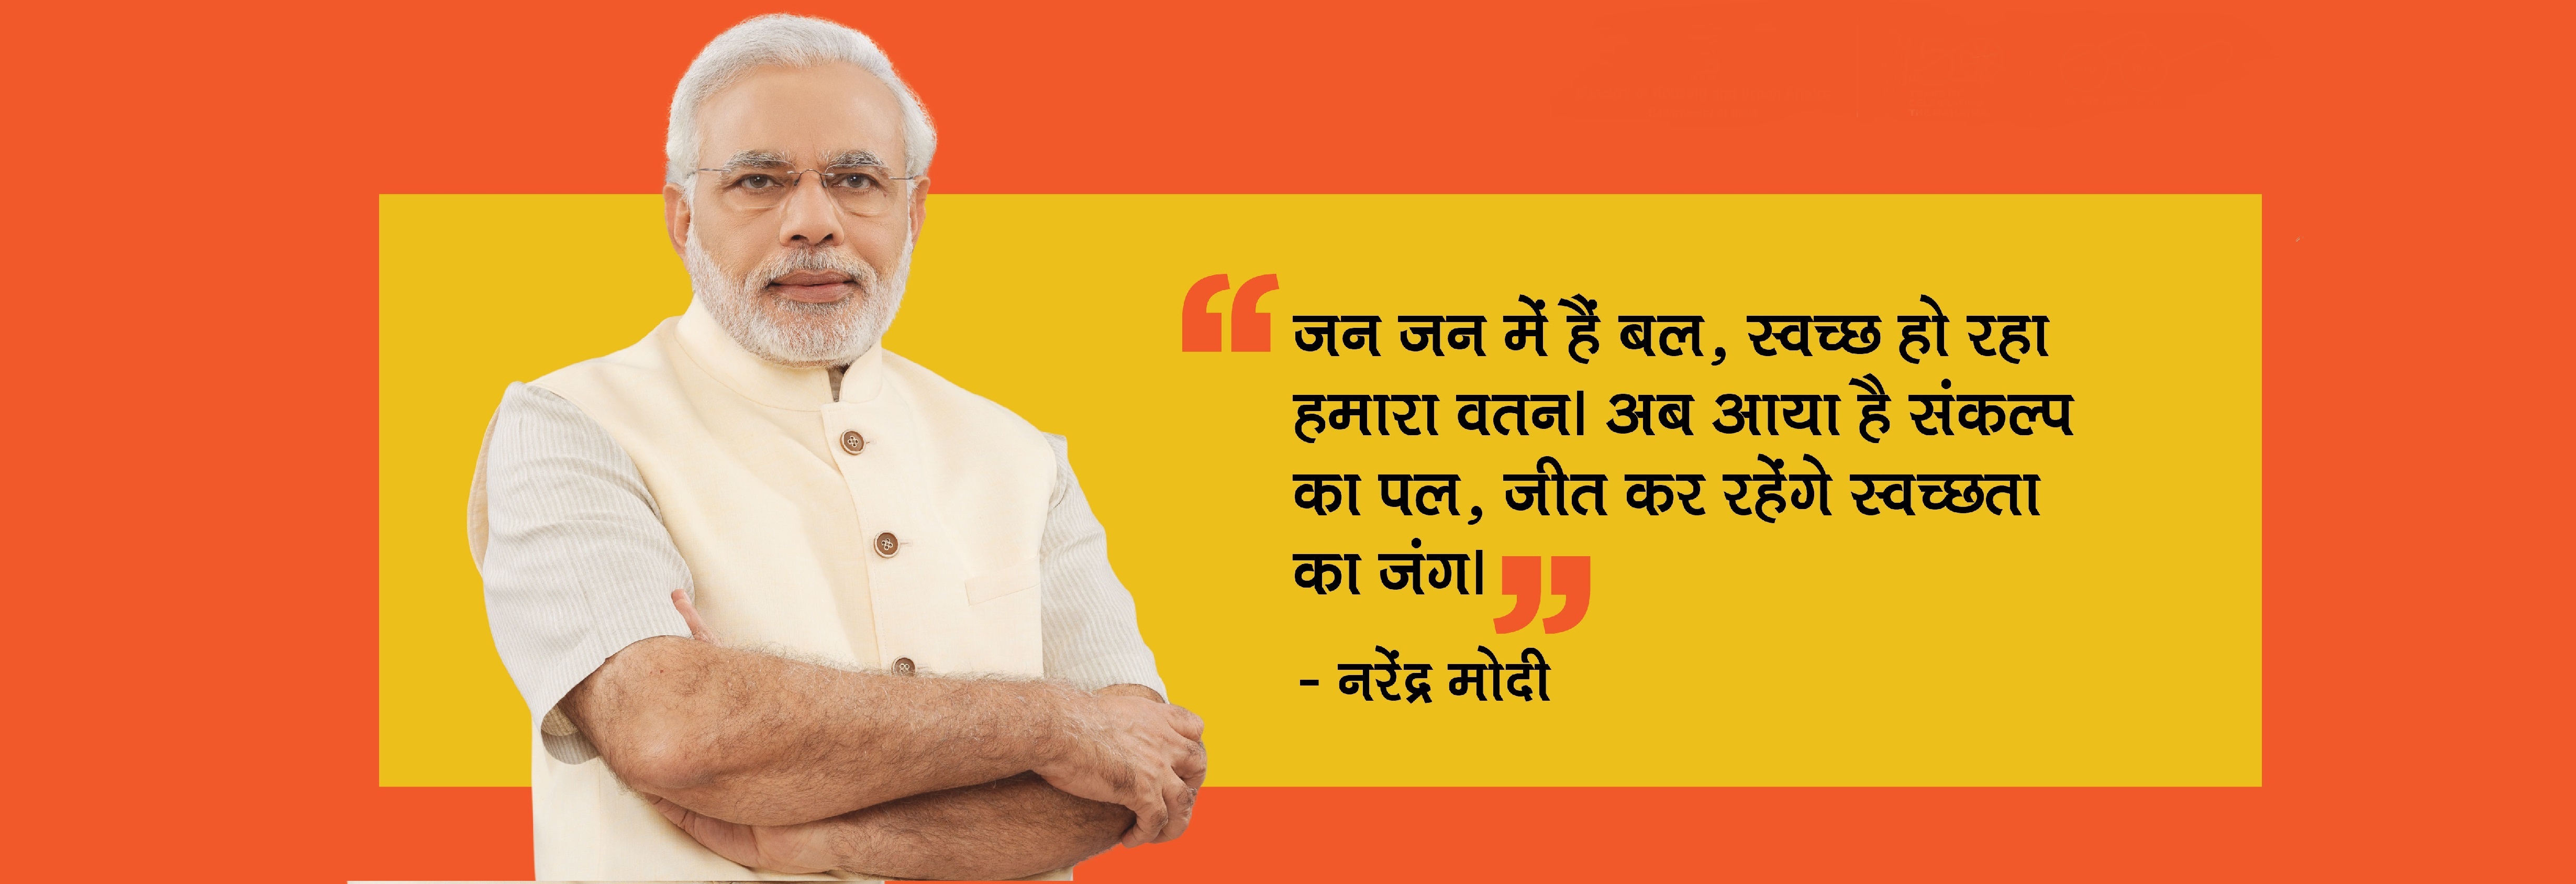 “ जन जन में हैं बल, स्वच्छ हो रहा
हमारा वतन। अब आया है संकल्प
का पल, जीत कर रहेंगे स्वच्छता
का जंग। ”
- नरेंद्र मोदी